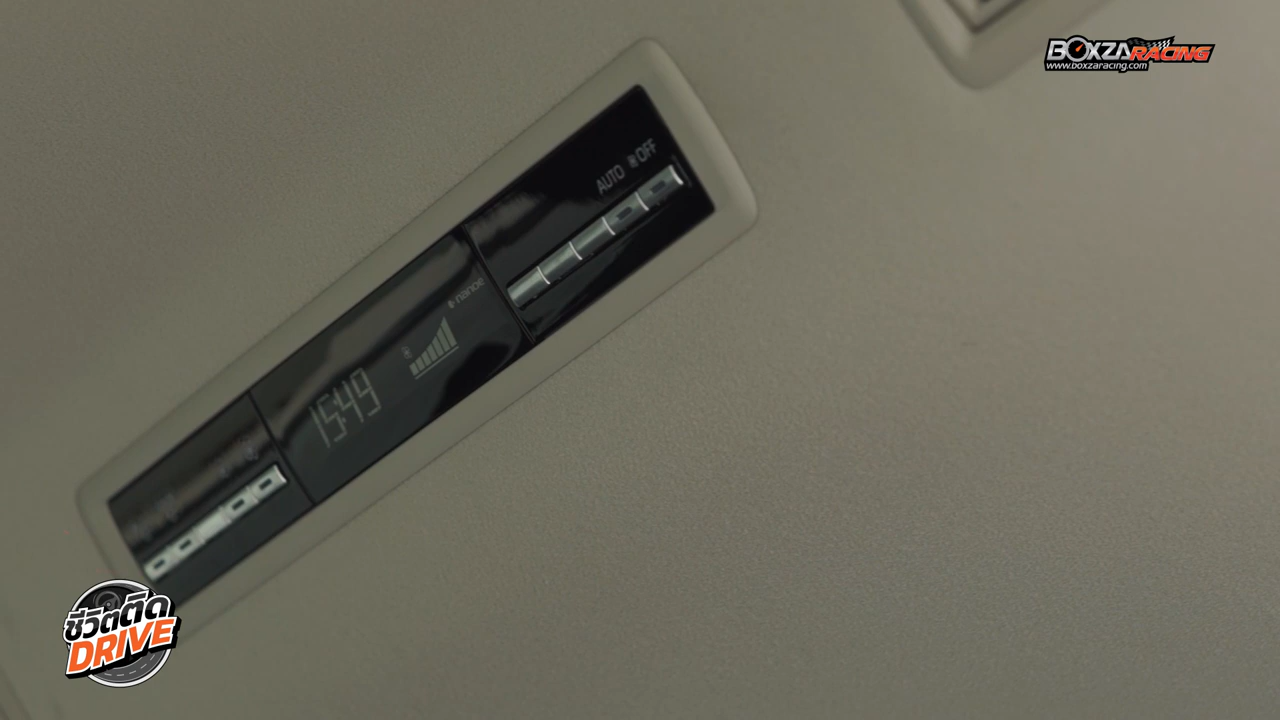 BOXZA RACING
www.boxzaracing.com
AUTO OFF
nanoe
15:49
ชีวิตติด
DRIVE